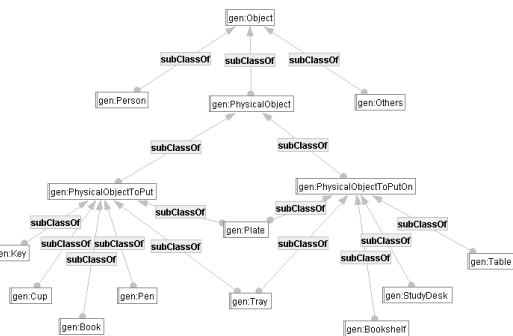 gen:Object
subClassOf
subClassOf
subClassOf
gen:Person
gen:PhysicalObject
gen:Others
subClassOf
subClassOf
gen:PhysicalObjectToPut
gen:PhysicalObjectToPutOn
subClassOf
subClassOf
subClassOf
subClassOf
gen:Plate
subClassOf
subClassOf
subClassOf
subClassOf
subClassOf
subClassOf
subClassOf
subClassOf
en:Key
gen:Table
gen:Cup
gen:Pen
gen:Tray
gen:StudyDesk
gen:Book
gen:Bookshelf